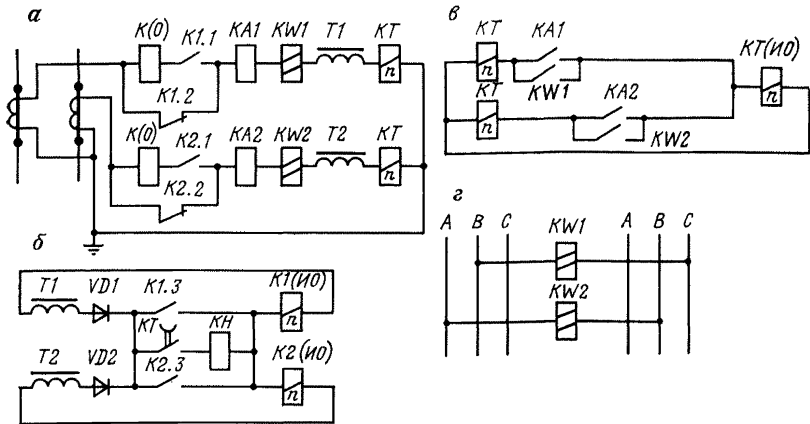 а
K(0) K1.1 KA1 KW1 T1 KT
п
K1.2
K(0) K2.1 KA2 KW2 T2 KT
п
K2.2
б
T1 VD1 K1.3 K1(ИО)
KT KH п
T2 VD2 K2.3 K2(ИО)
п
в
KT KA1 KT(ИО)
п KW1 п
KT KA2
п KW2
г
A B C KW1 A B C
KW2